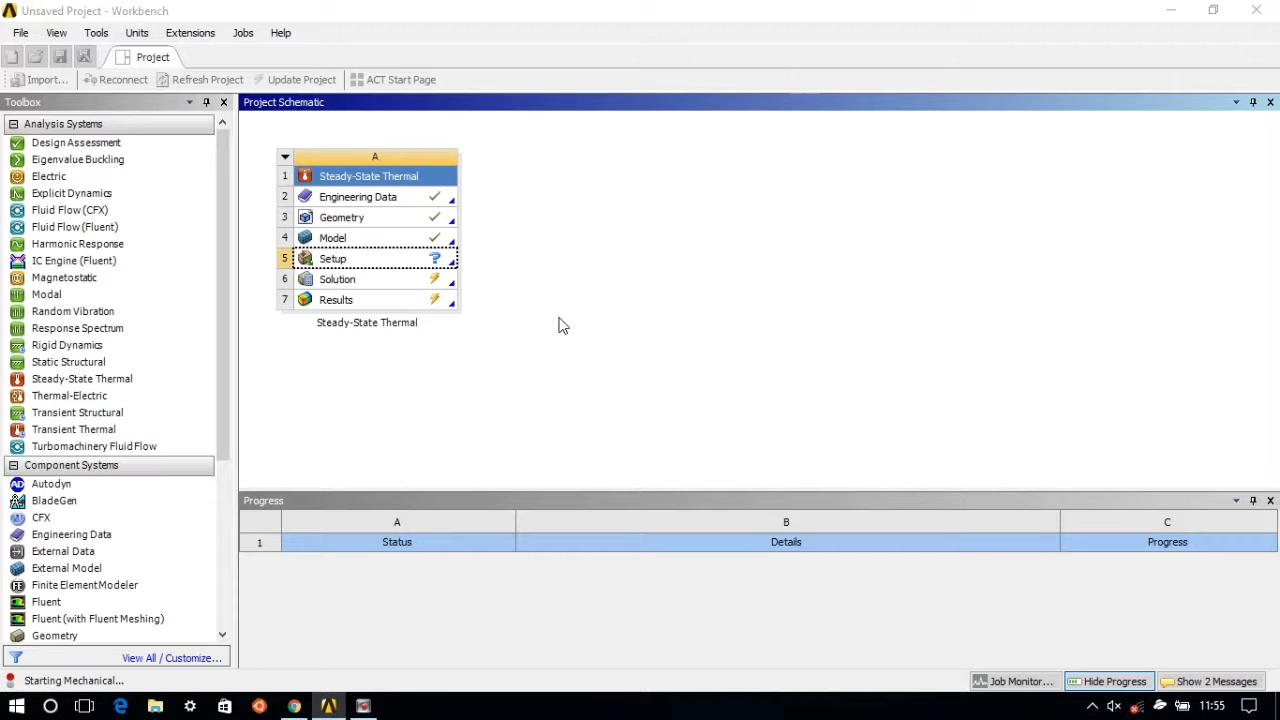 Unsaved Project - Workbench
File View Tools Units Extensions Jobs Help
Project
Import... Reconnect Refresh Project Update Project ACT Start Page
Toolbox
Project Schematic
Analysis Systems
Design Assessment
Eigenvalue Buckling
Electric
Explicit Dynamics
Fluid Flow (CFX)
Fluid Flow (Fluent)
Harmonic Response
IC Engine (Fluent)
Magnetostatic
Modal
Random Vibration
Response Spectrum
Rigid Dynamics
Static Structural
Steady-State Thermal
Thermal-Electric
Transient Structural
Transient Thermal
Turbomachinery Fluid Flow
Component Systems
Autodyn
BladeGen
CFX
Engineering Data
External Data
External Model
Finite Element Modeler
Fluent
Fluent (with Fluent Meshing)
Geometry
View All / Customize...
A
1 Steady-State Thermal
2 Engineering Data
3 Geometry
4 Model
5 Setup ?
6 Solution
7 Results
Steady-State Thermal
Progress
A B C
1 Status Details Progress
Starting Mechanical...
Job Monitor... Hide Progress Show 2 Messages
11:55